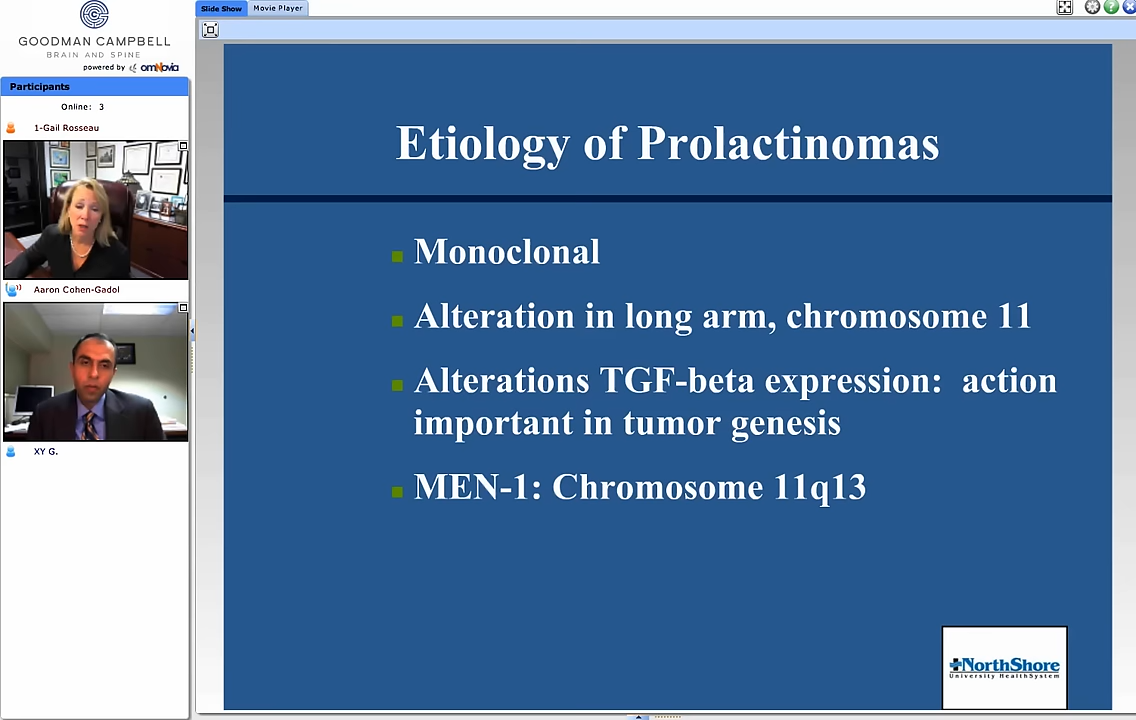 GOODMAN CAMPBELL
BRAIN AND SPINE
powered by omNovia
Participants
Online: 3
1-Gail Rosseau
Aaron Cohen-Gadol
XY G.
Slide Show
Movie Player
Etiology of Prolactinomas
Monoclonal
Alteration in long arm, chromosome 11
Alterations TGF-beta expression: action
important in tumor genesis
MEN-1: Chromosome 11q13
NorthShore
University HealthSystem